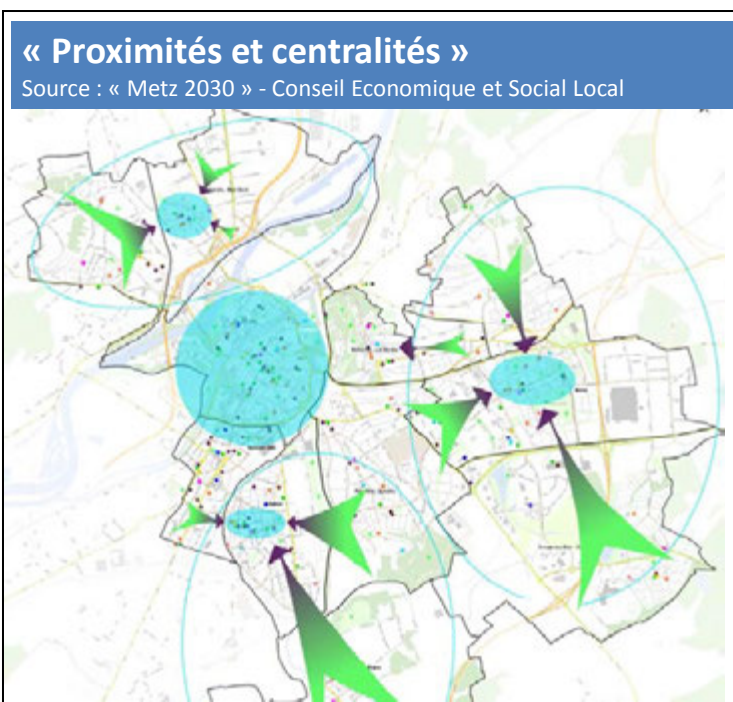 « Proximités et centralités »
Source : « Metz 2030 » - Conseil Economique et Social Local